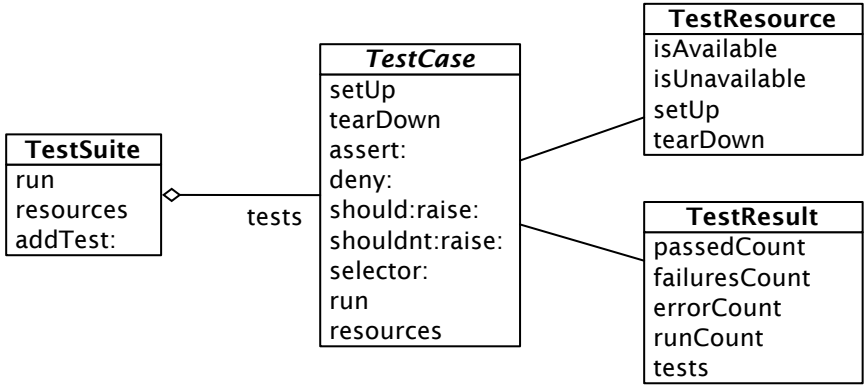 TestSuite
run
resources
addTest:
tests
TestCase
setUp
tearDown
assert:
deny:
should:raise:
shouldnt:raise:
selector:
run
resources
TestResource
isAvailable
isUnavailable
setUp
tearDown
TestResult
passedCount
failuresCount
errorCount
runCount
tests